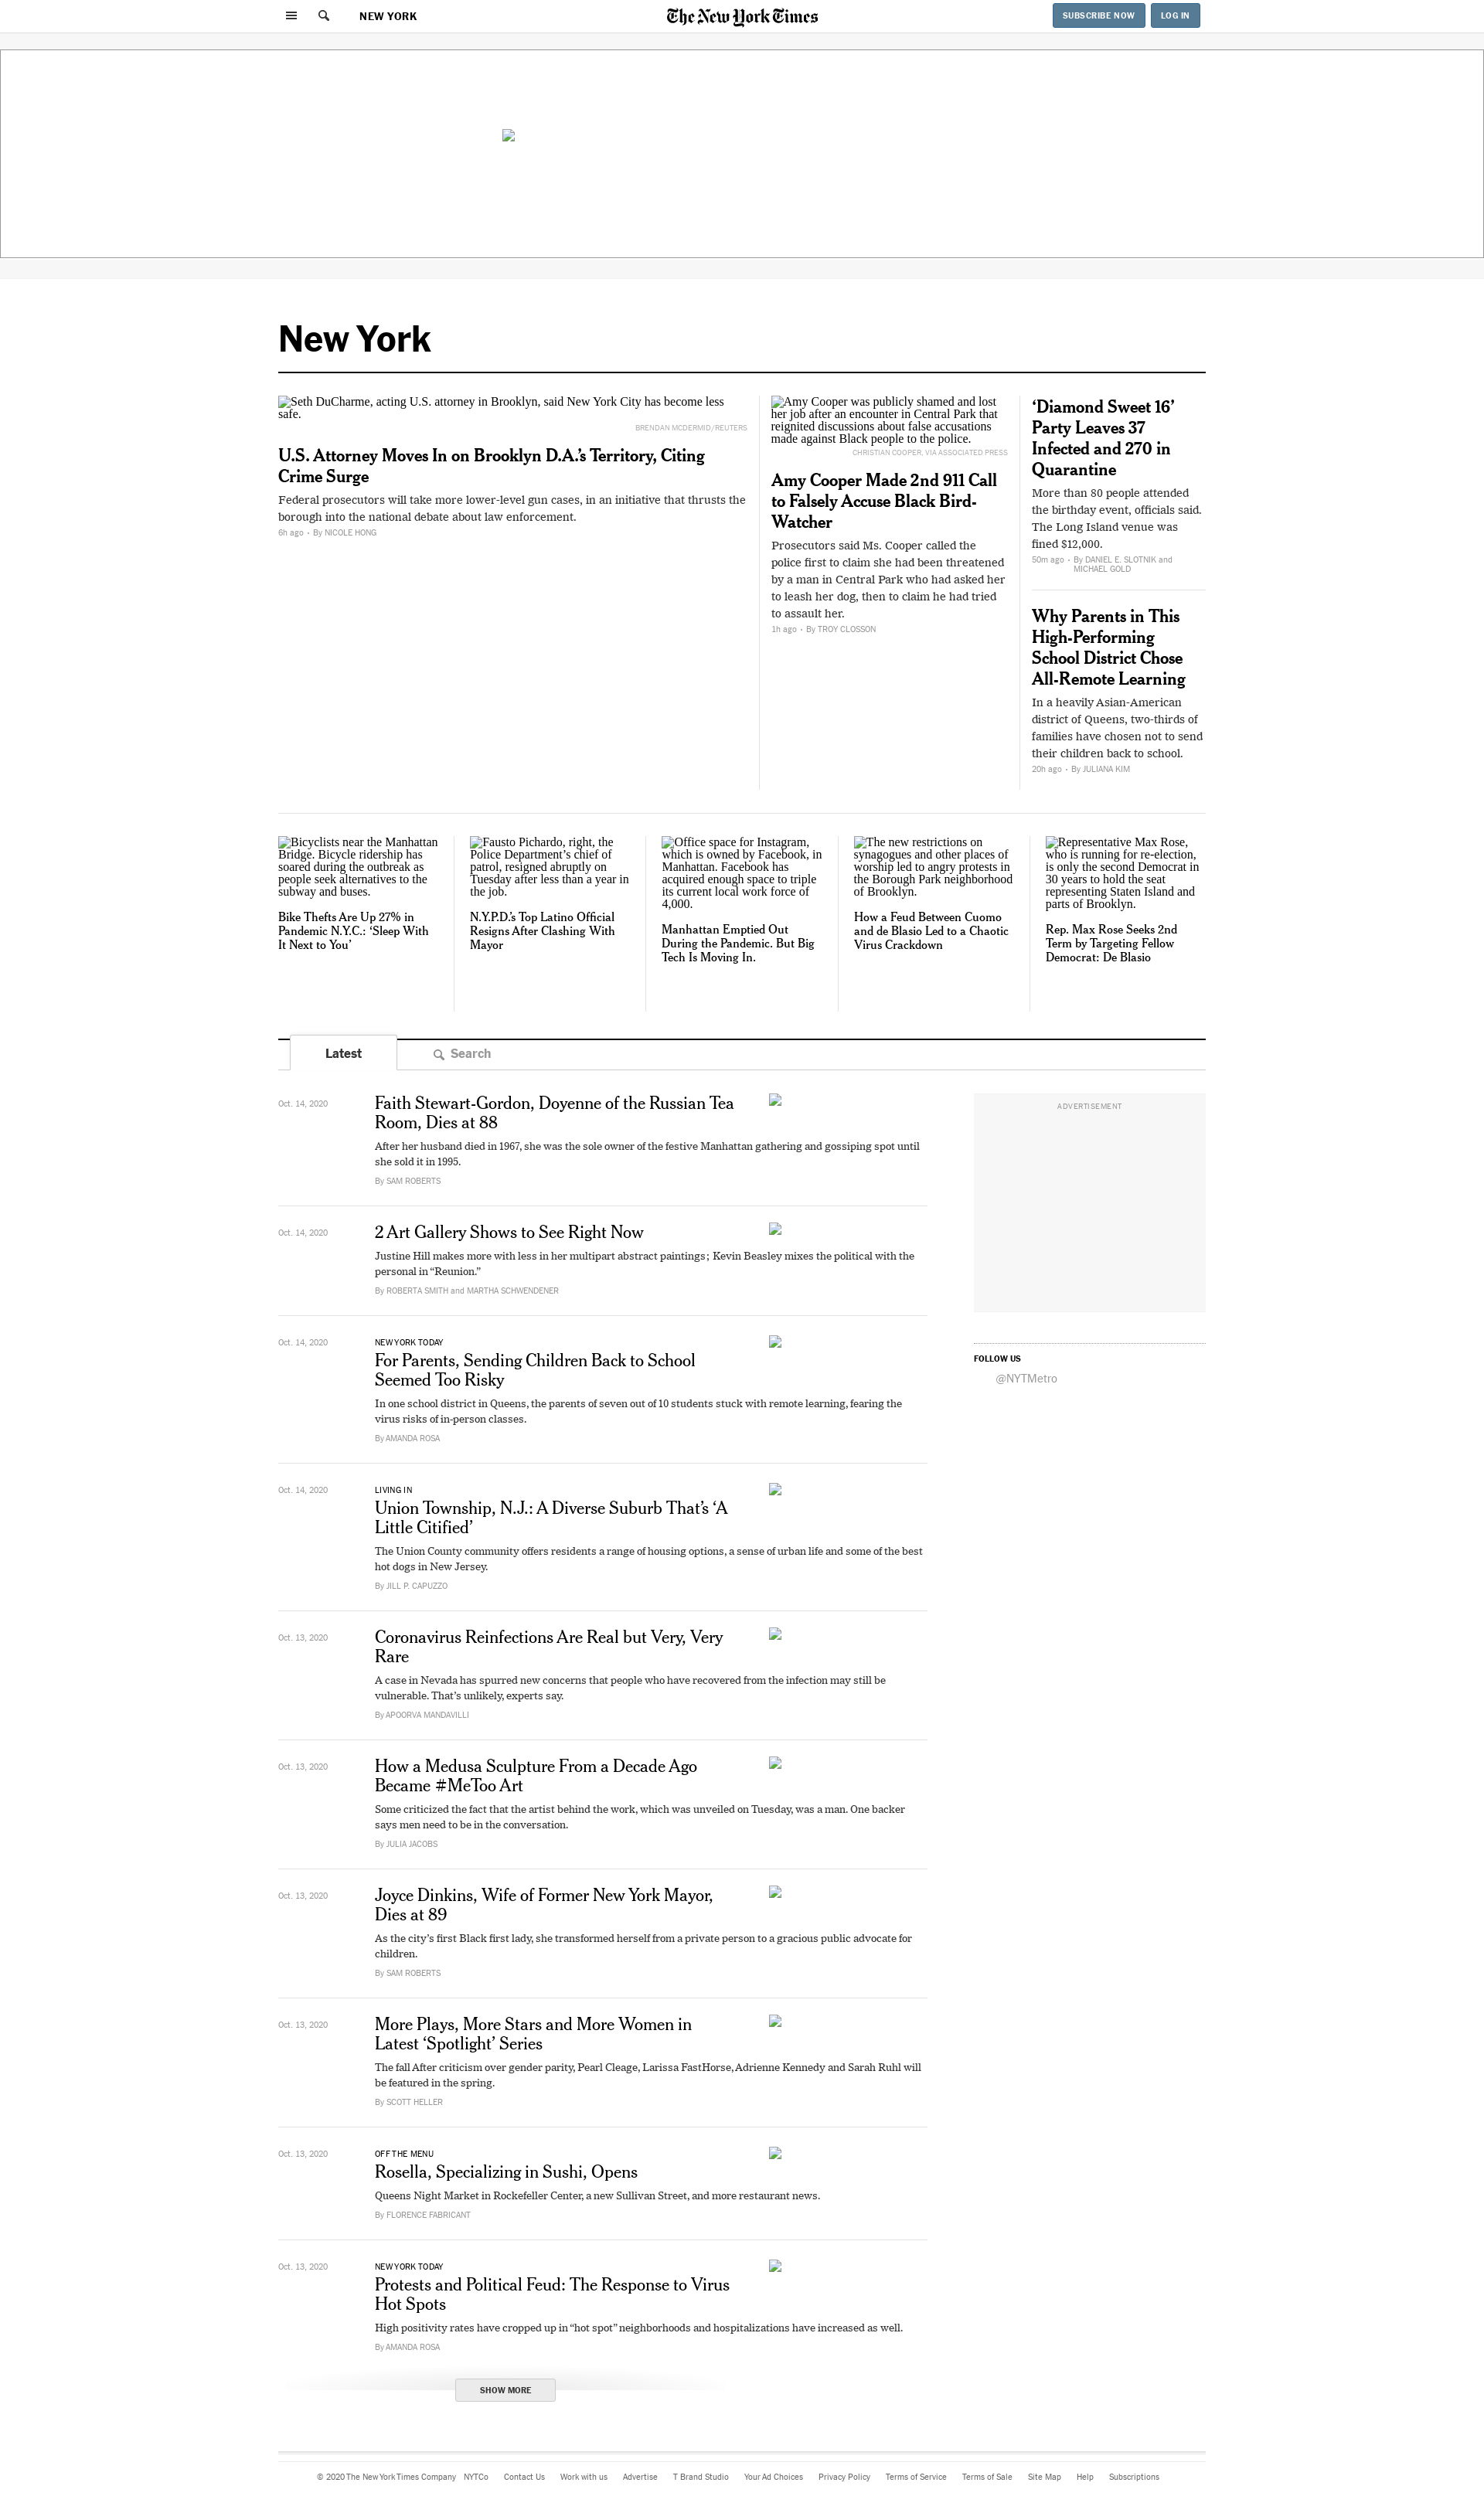 NEW YORK
The New York Times
SUBSCRIBE NOW
LOG IN
New York
Seth DuCharme, acting U.S. attorney in Brooklyn, said New York City has become less
safe.
BRENDAN MCDERMID/REUTERS
U.S. Attorney Moves In on Brooklyn D.A.’s Territory, Citing
Crime Surge
Federal prosecutors will take more lower-level gun cases, in an initiative that thrusts the
borough into the national debate about law enforcement.
6h ago • By NICOLE HONG
Amy Cooper was publicly shamed and lost
her job after an encounter in Central Park that
reignited discussions about false accusations
made against Black people to the police.
CHRISTIAN COOPER, VIA ASSOCIATED PRESS
Amy Cooper Made 2nd 911 Call
to Falsely Accuse Black Bird-
Watcher
Prosecutors said Ms. Cooper called the
police first to claim she had been threatened
by a man in Central Park who had asked her
to leash her dog, then to claim he had tried
to assault her.
1h ago • By TROY CLOSSON
‘Diamond Sweet 16’
Party Leaves 37
Infected and 270 in
Quarantine
More than 80 people attended
the birthday event, officials said.
The Long Island venue was
fined $12,000.
50m ago • By DANIEL E. SLOTNIK and
MICHAEL GOLD
Why Parents in This
High-Performing
School District Chose
All-Remote Learning
In a heavily Asian-American
district of Queens, two-thirds of
families have chosen not to send
their children back to school.
20h ago • By JULIANA KIM
Bicyclists near the Manhattan
Bridge. Bicycle ridership has
soared during the outbreak as
people seek alternatives to the
subway and buses.
Bike Thefts Are Up 27% in
Pandemic N.Y.C.: ‘Sleep With
It Next to You’
Fausto Pichardo, right, the
Police Department’s chief of
patrol, resigned abruptly on
Tuesday after less than a year in
the job.
N.Y.P.D.’s Top Latino Official
Resigns After Clashing With
Mayor
Office space for Instagram,
which is owned by Facebook, in
Manhattan. Facebook has
acquired enough space to triple
its current local work force of
4,000.
Manhattan Emptied Out
During the Pandemic. But Big
Tech Is Moving In.
The new restrictions on
synagogues and other places of
worship led to angry protests in
the Borough Park neighborhood
of Brooklyn.
How a Feud Between Cuomo
and de Blasio Led to a Chaotic
Virus Crackdown
Representative Max Rose,
who is running for re-election,
is only the second Democrat in
30 years to hold the seat
representing Staten Island and
parts of Brooklyn.
Rep. Max Rose Seeks 2nd
Term by Targeting Fellow
Democrat: De Blasio
Latest
Search
Oct. 14, 2020
Faith Stewart-Gordon, Doyenne of the Russian Tea
Room, Dies at 88
After her husband died in 1967, she was the sole owner of the festive Manhattan gathering and gossiping spot until
she sold it in 1995.
By SAM ROBERTS
ADVERTISEMENT
Oct. 14, 2020
2 Art Gallery Shows to See Right Now
Justine Hill makes more with less in her multipart abstract paintings; Kevin Beasley mixes the political with the
personal in “Reunion.”
By ROBERTA SMITH and MARTHA SCHWENDENER
FOLLOW US
@NYTMetro
Oct. 14, 2020
NEW YORK TODAY
For Parents, Sending Children Back to School
Seemed Too Risky
In one school district in Queens, the parents of seven out of 10 students stuck with remote learning, fearing the
virus risks of in-person classes.
By AMANDA ROSA
Oct. 14, 2020
LIVING IN
Union Township, N.J.: A Diverse Suburb That’s ‘A
Little Citified’
The Union County community offers residents a range of housing options, a sense of urban life and some of the best
hot dogs in New Jersey.
By JILL P. CAPUZZO
Oct. 13, 2020
Coronavirus Reinfections Are Real but Very, Very
Rare
A case in Nevada has spurred new concerns that people who have recovered from the infection may still be
vulnerable. That’s unlikely, experts say.
By APOORVA MANDAVILLI
Oct. 13, 2020
How a Medusa Sculpture From a Decade Ago
Became #MeToo Art
Some criticized the fact that the artist behind the work, which was unveiled on Tuesday, was a man. One backer
says men need to be in the conversation.
By JULIA JACOBS
Oct. 13, 2020
Joyce Dinkins, Wife of Former New York Mayor,
Dies at 89
As the city’s first Black first lady, she transformed herself from a private person to a gracious public advocate for
children.
By SAM ROBERTS
Oct. 13, 2020
More Plays, More Stars and More Women in
Latest ‘Spotlight’ Series
The fall After criticism over gender parity, Pearl Cleage, Larissa FastHorse, Adrienne Kennedy and Sarah Ruhl will
be featured in the spring.
By SCOTT HELLER
Oct. 13, 2020
OFF THE MENU
Rosella, Specializing in Sushi, Opens
Queens Night Market in Rockefeller Center, a new Sullivan Street, and more restaurant news.
By FLORENCE FABRICANT
Oct. 13, 2020
NEW YORK TODAY
Protests and Political Feud: The Response to Virus
Hot Spots
High positivity rates have cropped up in “hot spot” neighborhoods and hospitalizations have increased as well.
By AMANDA ROSA
SHOW MORE
© 2020 The New York Times Company NYTCo Contact Us Work with us Advertise T Brand Studio Your Ad Choices Privacy Policy Terms of Service Terms of Sale Site Map Help Subscriptions